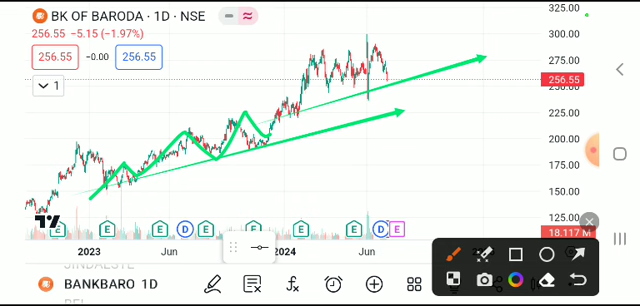 BK OF BARODA · 1D · NSE
256.55 −5.15 (−1.97%)
256.55 −0.00 256.55
1
325.00
300.00
275.00
256.55
250.00
225.00
200.00
175.00
150.00
125.00
18.117 M
E E E E E E E D E E E D E
2023 Jun 2024 Jun
JINDALSTE
BANKBARO 1D
BEL